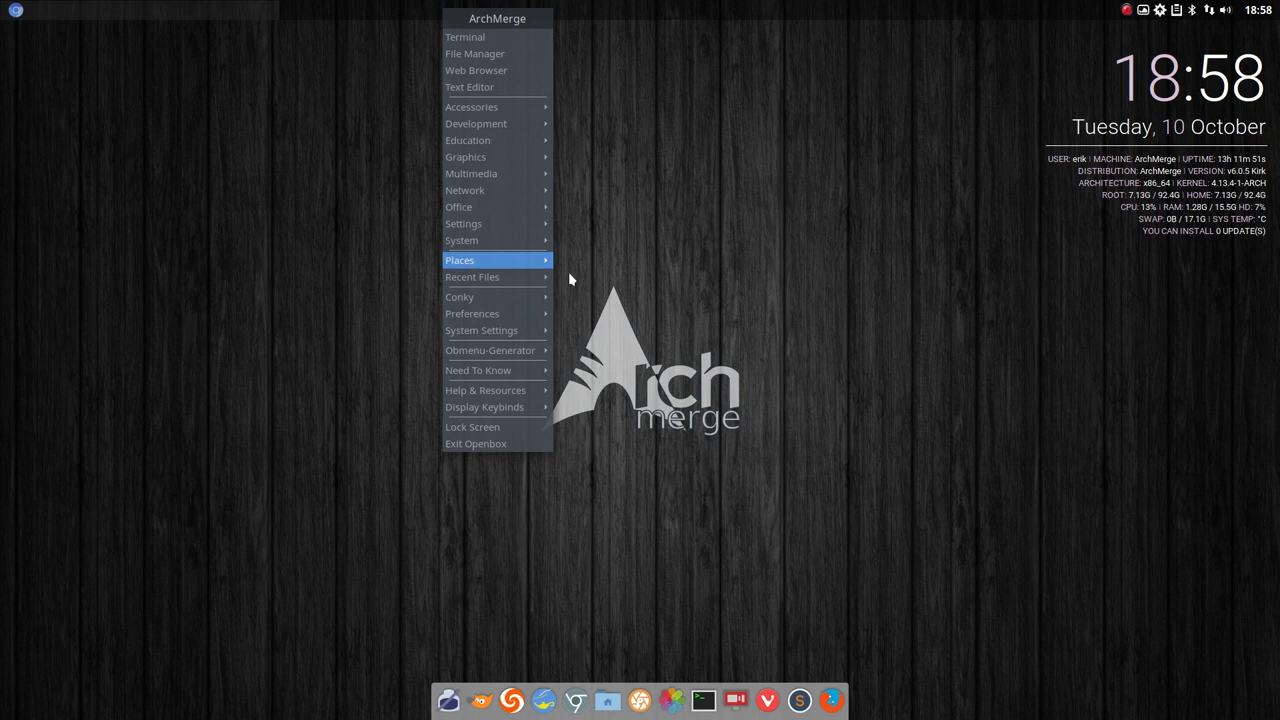 18:58
ArchMerge
Terminal
File Manager
Web Browser
Text Editor
Accessories
Development
Education
Graphics
Multimedia
Network
Office
Settings
System
Places
Recent Files
Conky
Preferences
System Settings
Obmenu-Generator
Need To Know
Help & Resources
Display Keybinds
Lock Screen
Exit Openbox
18:58
Tuesday, 10 October
USER: erik | MACHINE: ArchMerge | UPTIME: 13h 11m 51s
DISTRIBUTION: ArchMerge | VERSION: v6.0.5 Kirk
ARCHITECTURE: x86_64 | KERNEL: 4.13.4-1-ARCH
ROOT: 7.13G / 92.4G | HOME: 7.13G / 92.4G
CPU: 13% | RAM: 1.28G / 15.5G HD: 7%
SWAP: 0B / 17.1G | SYS TEMP: °C
YOU CAN INSTALL 0 UPDATE(S)
Arch
merge